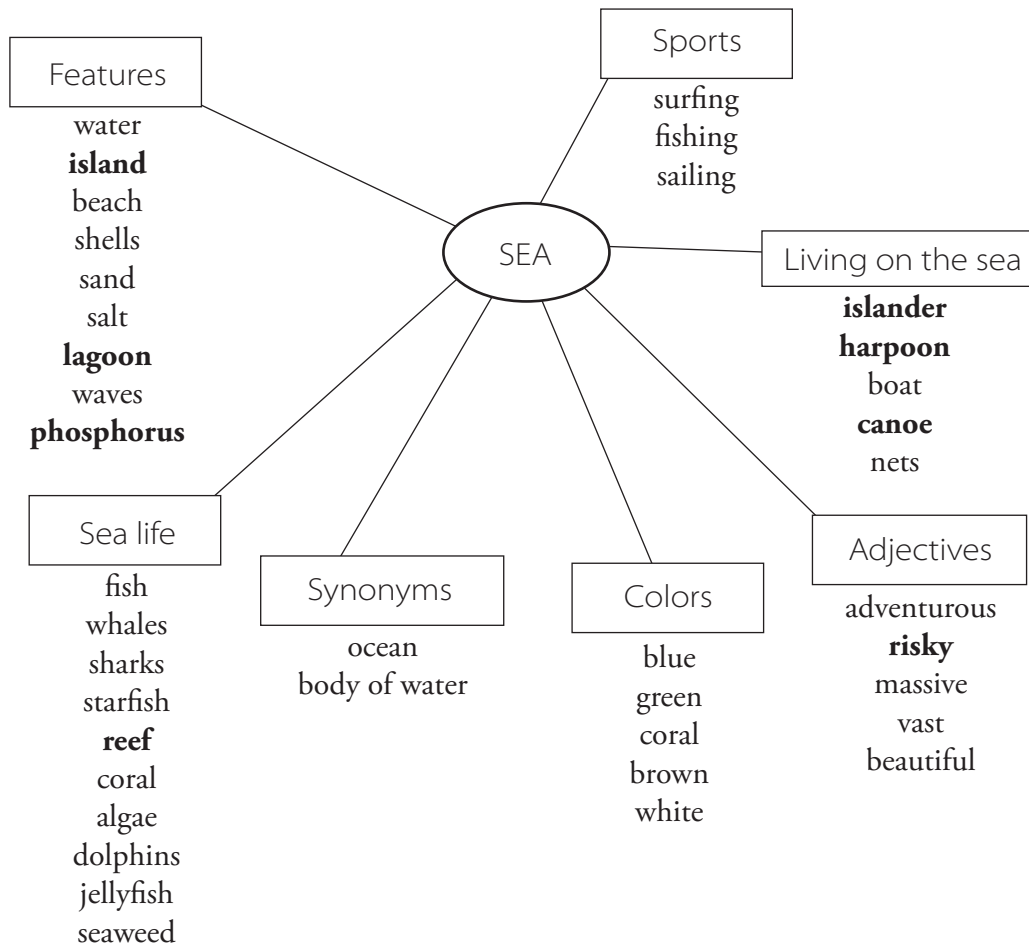 SEA
Features
water
island
beach
shells
sand
salt
lagoon
waves
phosphorus
Sports
surfing
fishing
sailing
Living on the sea
islander
harpoon
boat
canoe
nets
Sea life
fish
whales
sharks
starfish
reef
coral
algae
dolphins
jellyfish
seaweed
Synonyms
ocean
body of water
Colors
blue
green
coral
brown
white
Adjectives
adventurous
risky
massive
vast
beautiful